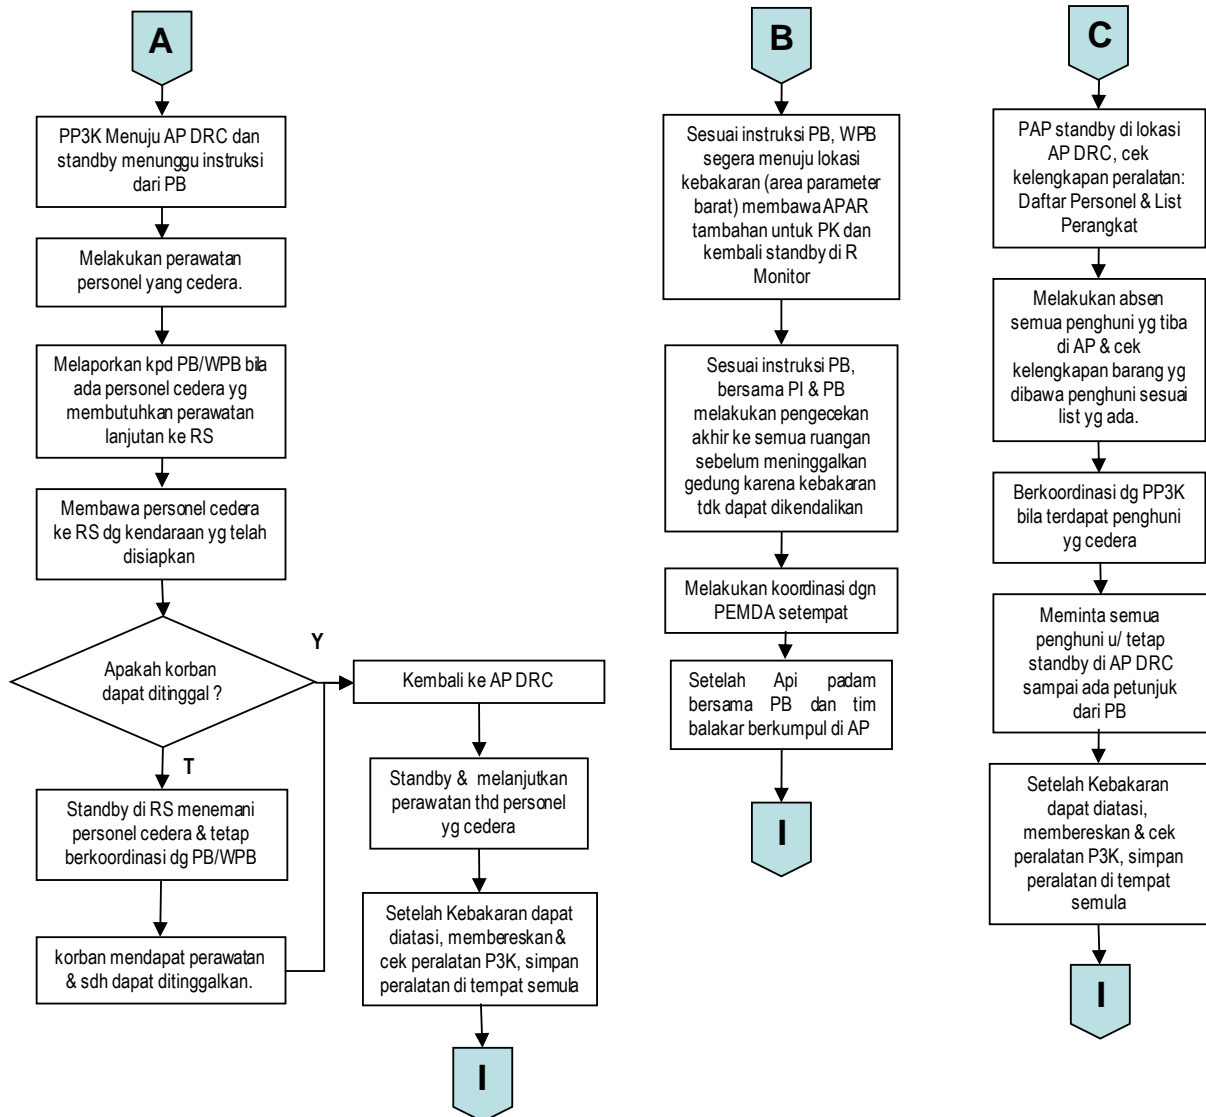 A
PP3K Menuju AP DRC dan
standby menunggu instruksi
dari PB
Melakukan perawatan
personel yang cedera.
Melaporkan kpd PB/WPB bila
ada personel cedera yg
membutuhkan perawatan
lanjutan ke RS
Membawa personel cedera
ke RS dg kendaraan yg telah
disiapkan
Apakah korban
dapat ditinggal ?
Y
T
Standby di RS menemani
personel cedera & tetap
berkoordinasi dg PB/WPB
korban mendapat perawatan
& sdh dapat ditinggalkan.
Kembali ke AP DRC
Standby & melanjutkan
perawatan thd personel
yg cedera
Setelah Kebakaran dapat
diatasi, membereskan &
cek peralatan P3K, simpan
peralatan di tempat semula
I
B
Sesuai instruksi PB, WPB
segera menuju lokasi
kebakaran (area parameter
barat) membawa APAR
tambahan untuk PK dan
kembali standby di R
Monitor
Sesuai instruksi PB,
bersama PI & PB
melakukan pengecekan
akhir ke semua ruangan
sebelum meninggalkan
gedung karena kebakaran
tdk dapat dikendalikan
Melakukan koordinasi dgn
PEMDA setempat
Setelah Api padam
bersama PB dan tim
balakar berkumpul di AP
I
C
PAP standby di lokasi
AP DRC, cek
kelengkapan peralatan:
Daftar Personel & List
Perangkat
Melakukan absen
semua penghuni yg tiba
di AP & cek
kelengkapan barang yg
dibawa penghuni sesuai
list yg ada.
Berkoordinasi dg PP3K
bila terdapat penghuni
yg cedera
Meminta semua
penghuni u/ tetap
standby di AP DRC
sampai ada petunjuk
dari PB
Setelah Kebakaran
dapat diatasi,
membereskan & cek
peralatan P3K, simpan
peralatan di tempat
semula
I